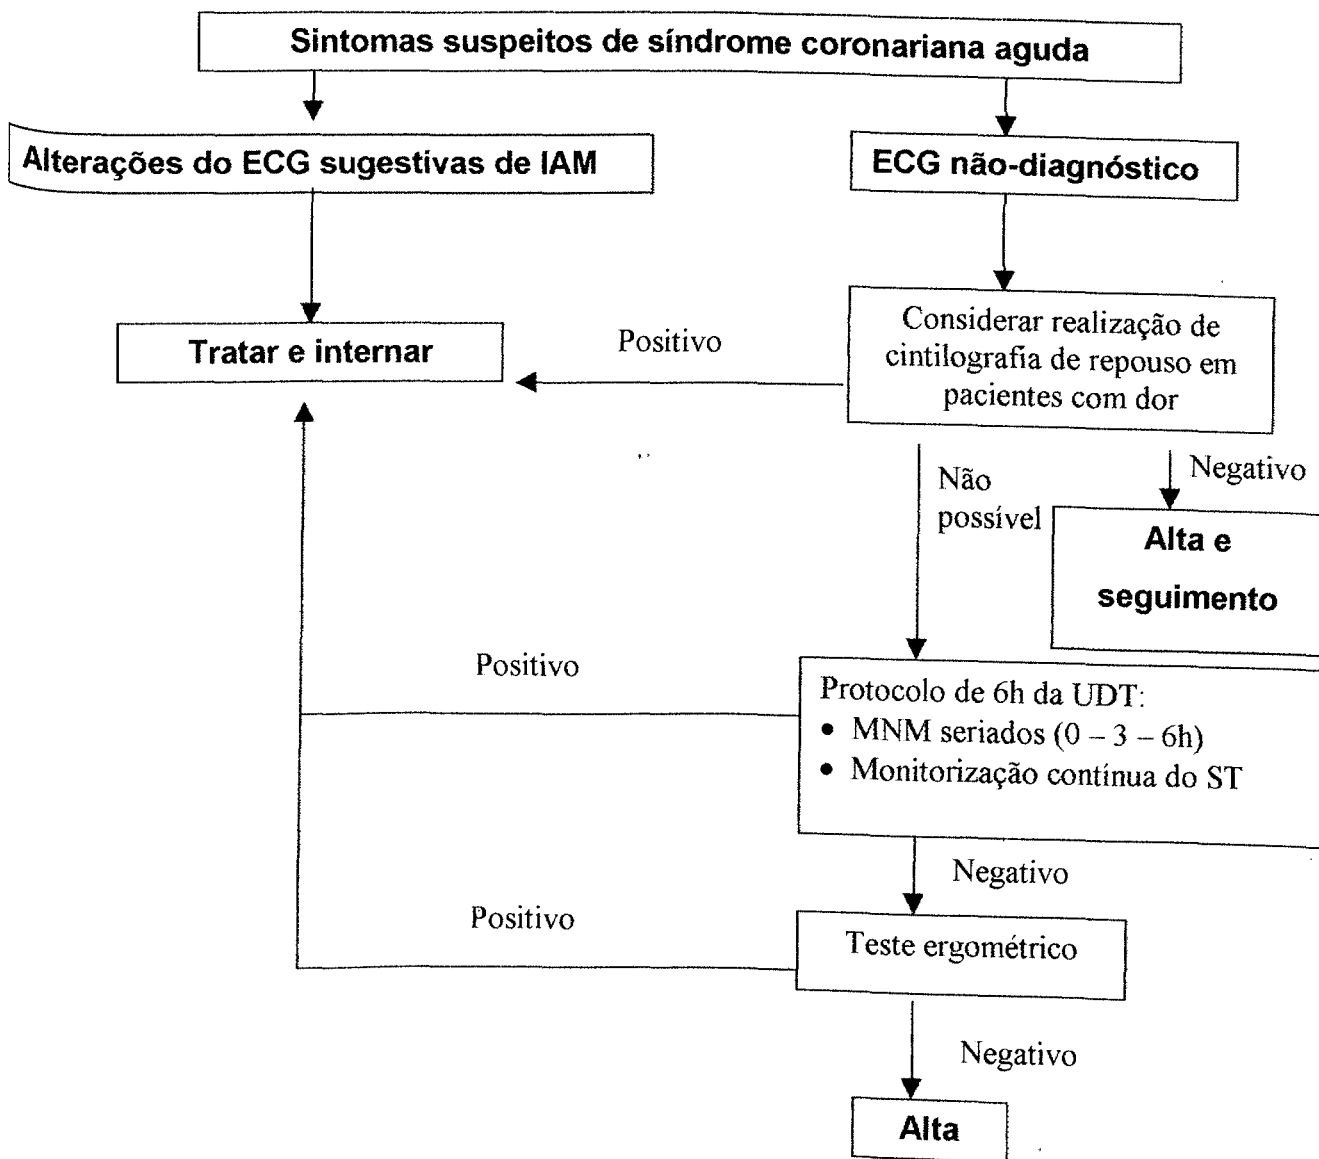 Sintomas suspeitos de síndrome coronariana aguda
Alterações do ECG sugestivas de IAM
ECG não-diagnóstico
Considerar realização de
cintilografia de repouso em
pacientes com dor
Positivo
Tratar e internar
Não
possível
Negativo
Alta e
seguimento
Positivo
Protocolo de 6h da UDT:
• MNM seriados (0 – 3 – 6h)
• Monitorização contínua do ST
Negativo
Positivo
Teste ergométrico
Negativo
Alta